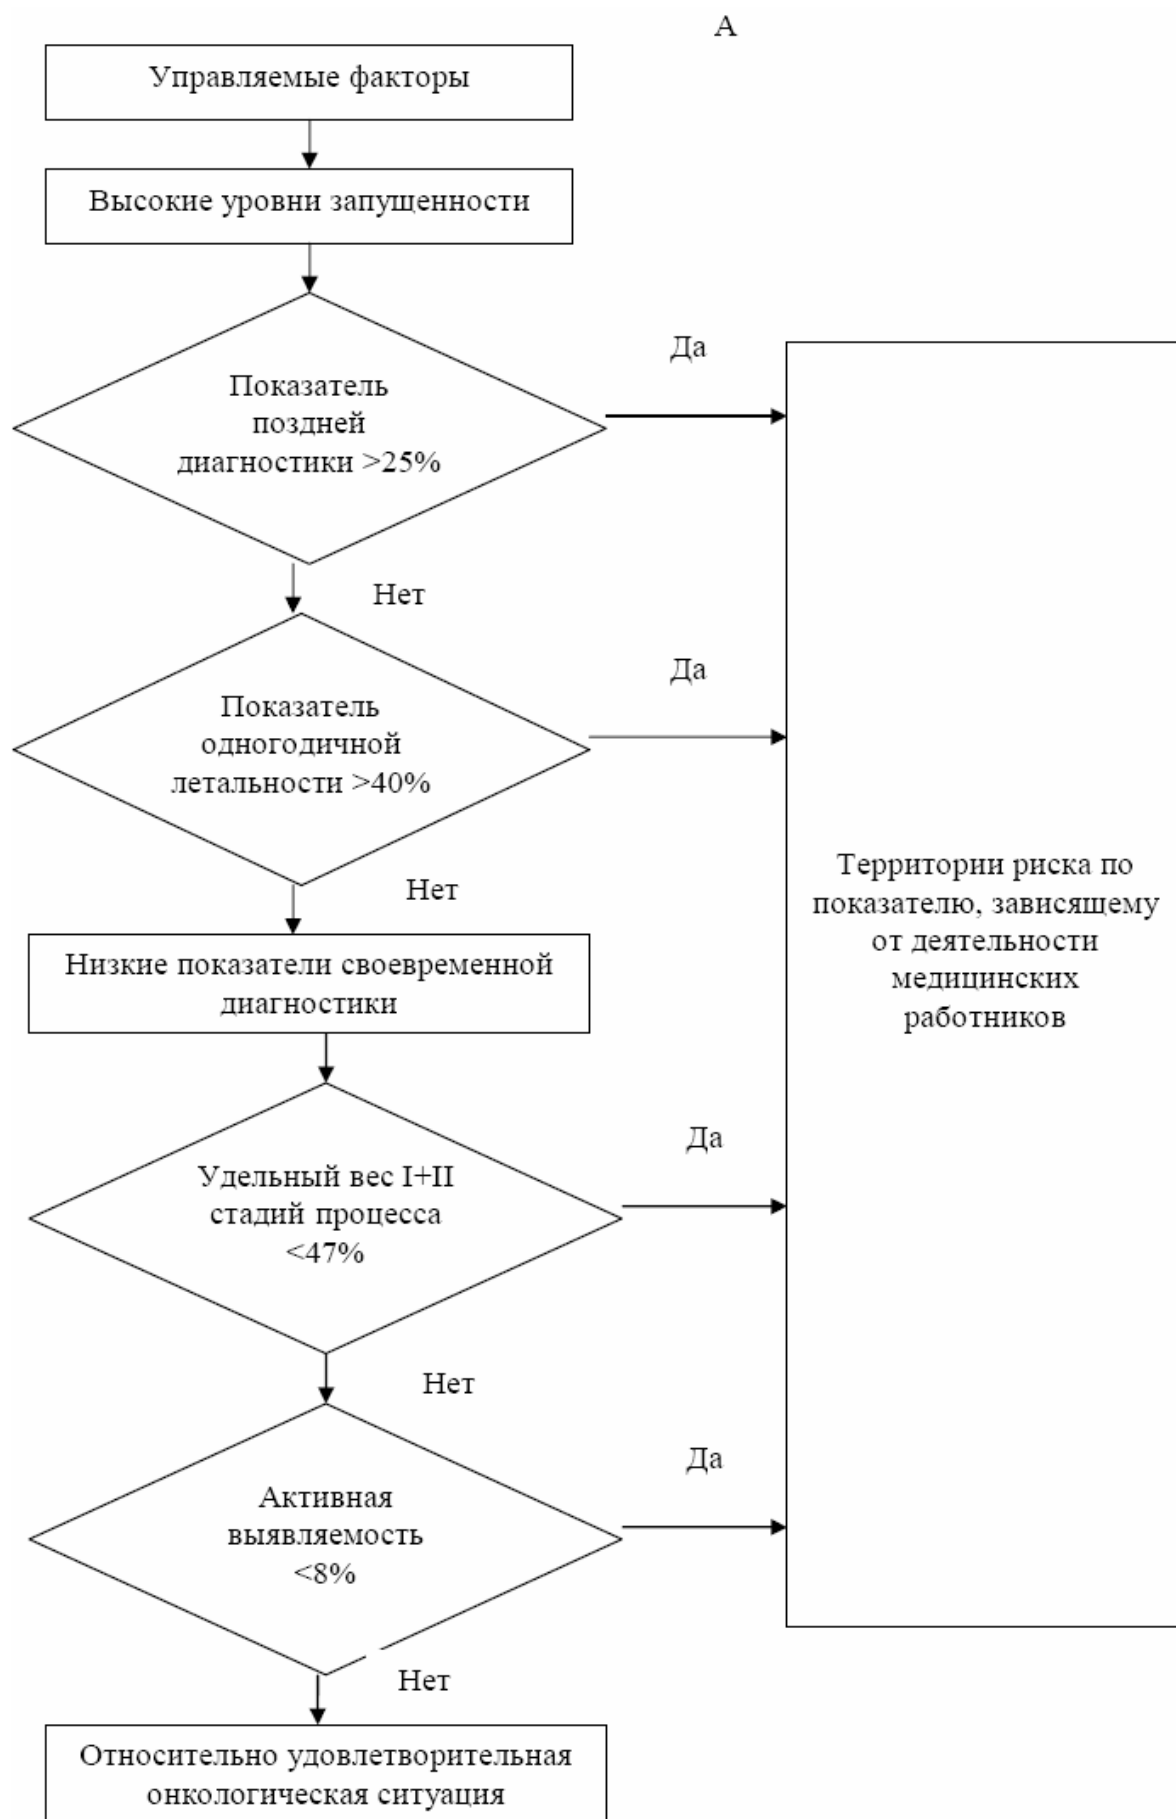 А
Управляемые факторы
Высокие уровни запущенности
Да
Показатель
поздней
диагностики >25%
Нет
Да
Показатель
одногодичной
летальности >40%
Нет
Территории риска по
показателю, зависящему
от деятельности
медицинских
работников
Низкие показатели своевременной
диагностики
Да
Удельный вес I+II
стадий процесса
<47%
Нет
Да
Активная
выявляемость
<8%
Нет
Относительно удовлетворительная
онкологическая ситуация